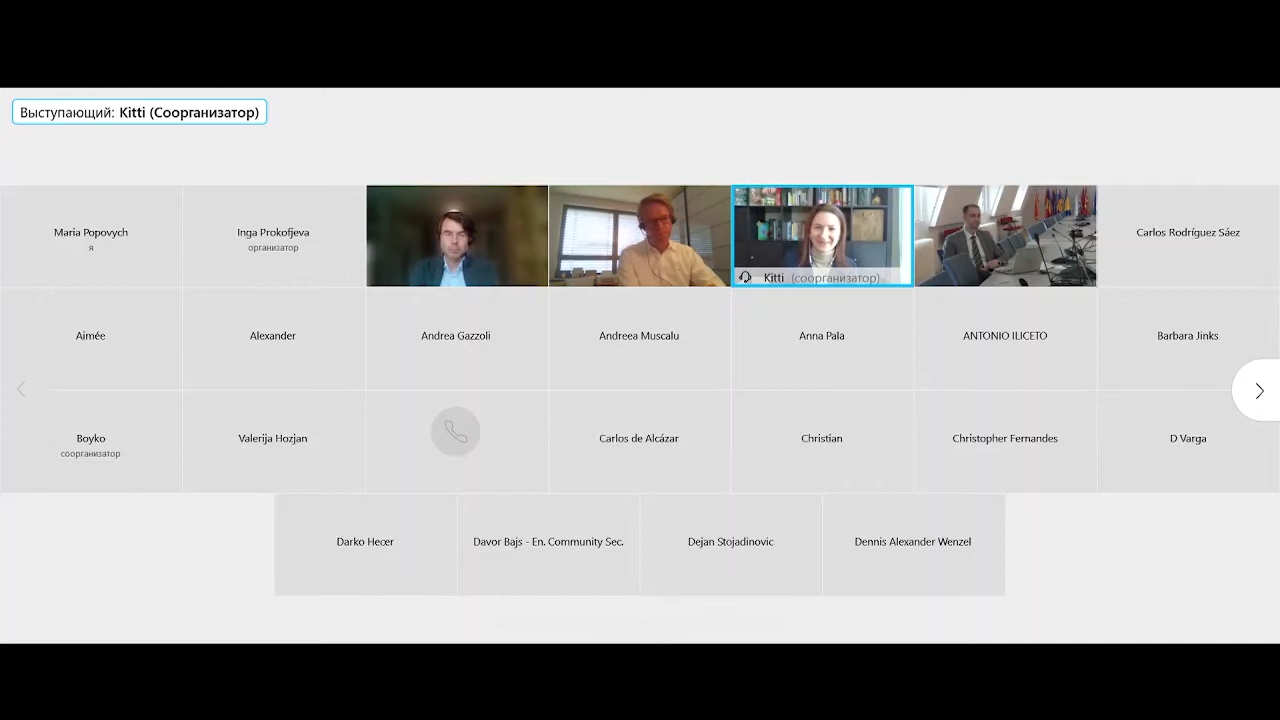 Выступающий: Kitti (Соорганизатор)
Maria Popovych
я
Inga Prokofjeva
организатор
Kitti (соорганизатор)
Carlos Rodríguez Sáez
Aimée
Alexander
Andrea Gazzoli
Andreea Muscalu
Anna Pala
ANTONIO ILICETO
Barbara Jinks
Boyko
соорганизатор
Valerija Hozjan
Carlos de Alcázar
Christian
Christopher Fernandes
D Varga
Darko Hecer
Davor Bajs - En. Community Sec.
Dejan Stojadinovic
Dennis Alexander Wenzel